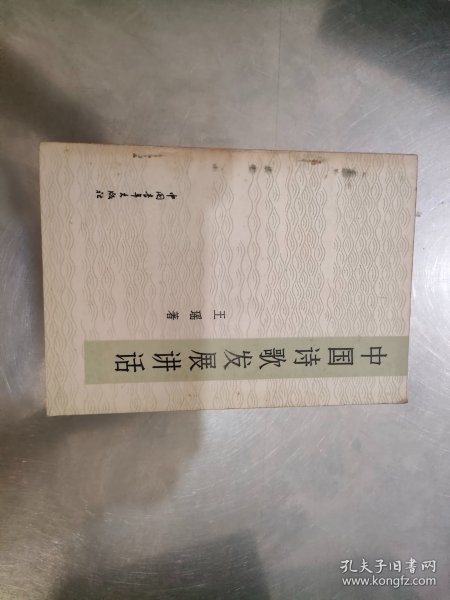 中国诗歌发展讲话
王瑶 著
中国青年出版社
孔夫子旧书网
www.kongfz.com